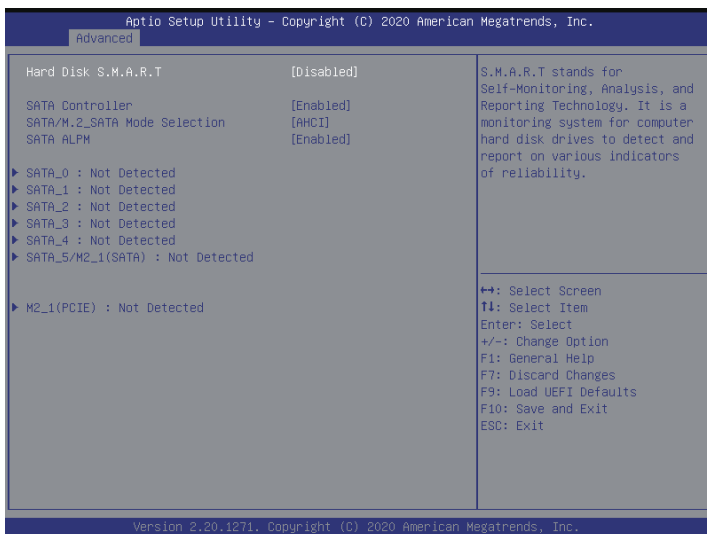 Aptio Setup Utility – Copyright (C) 2020 American Megatrends, Inc.
Advanced
Hard Disk S.M.A.R.T [Disabled]
SATA Controller [Enabled]
SATA/M.2_SATA Mode Selection [AHCI]
SATA ALPM [Enabled]
SATA_0 : Not Detected
SATA_1 : Not Detected
SATA_2 : Not Detected
SATA_3 : Not Detected
SATA_4 : Not Detected
SATA_5/M2_1(SATA) : Not Detected
M2_1(PCIE) : Not Detected
S.M.A.R.T stands for
Self-Monitoring, Analysis, and
Reporting Technology. It is a
monitoring system for computer
hard disk drives to detect and
report on various indicators
of reliability.
↔: Select Screen
↑↓: Select Item
Enter: Select
+/-: Change Option
F1: General Help
F7: Discard Changes
F9: Load UEFI Defaults
F10: Save and Exit
ESC: Exit
Version 2.20.1271. Copyright (C) 2020 American Megatrends, Inc.